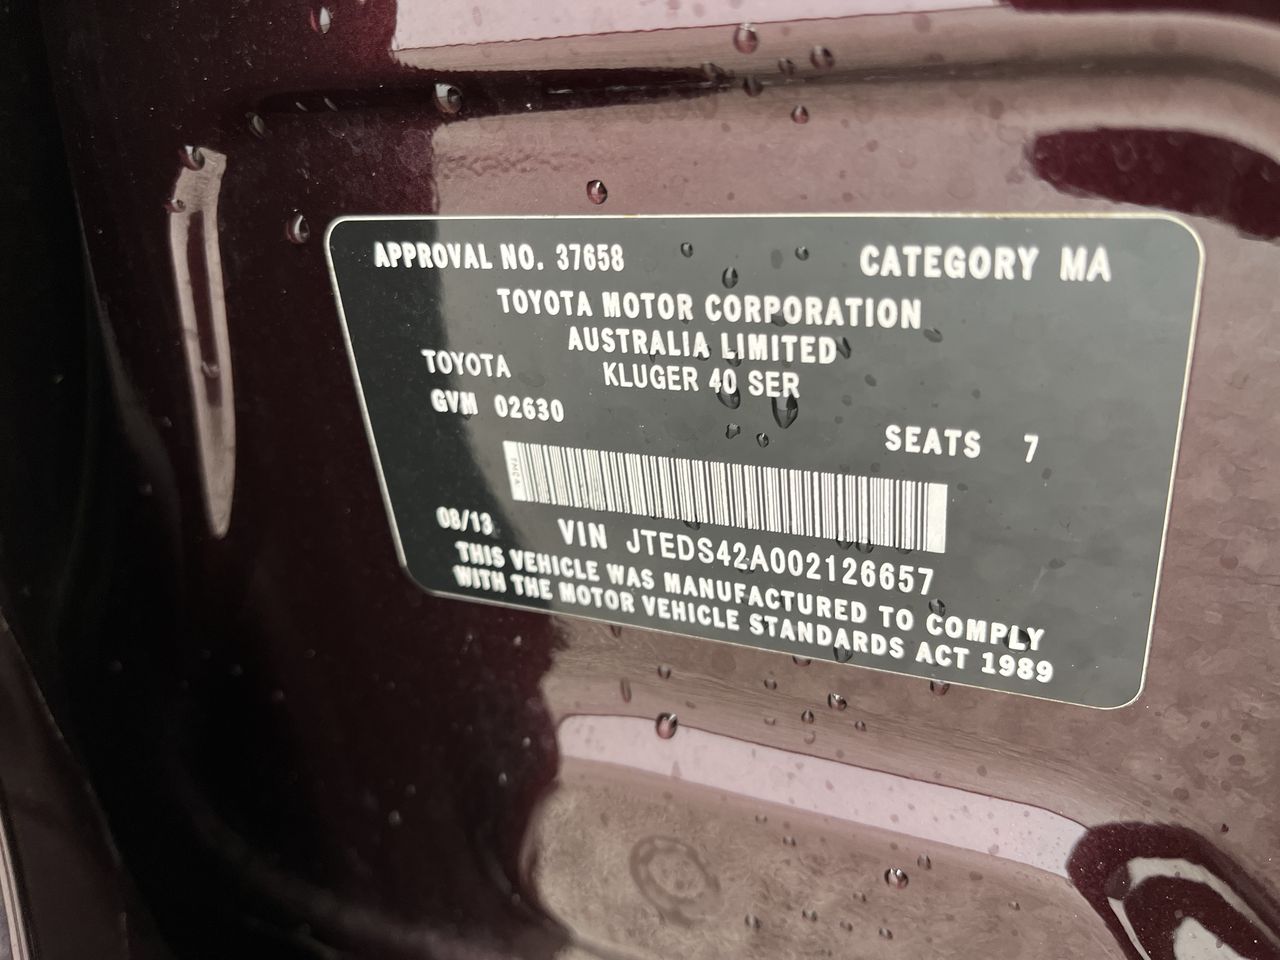 APPROVAL NO. 37658 CATEGORY MA
TOYOTA MOTOR CORPORATION
AUSTRALIA LIMITED
TOYOTA KLUGER 40 SER
GVM 02630
SEATS 7
TMCA
08/13 VIN JTEDS42A002126657
THIS VEHICLE WAS MANUFACTURED TO COMPLY
WITH THE MOTOR VEHICLE STANDARDS ACT 1989